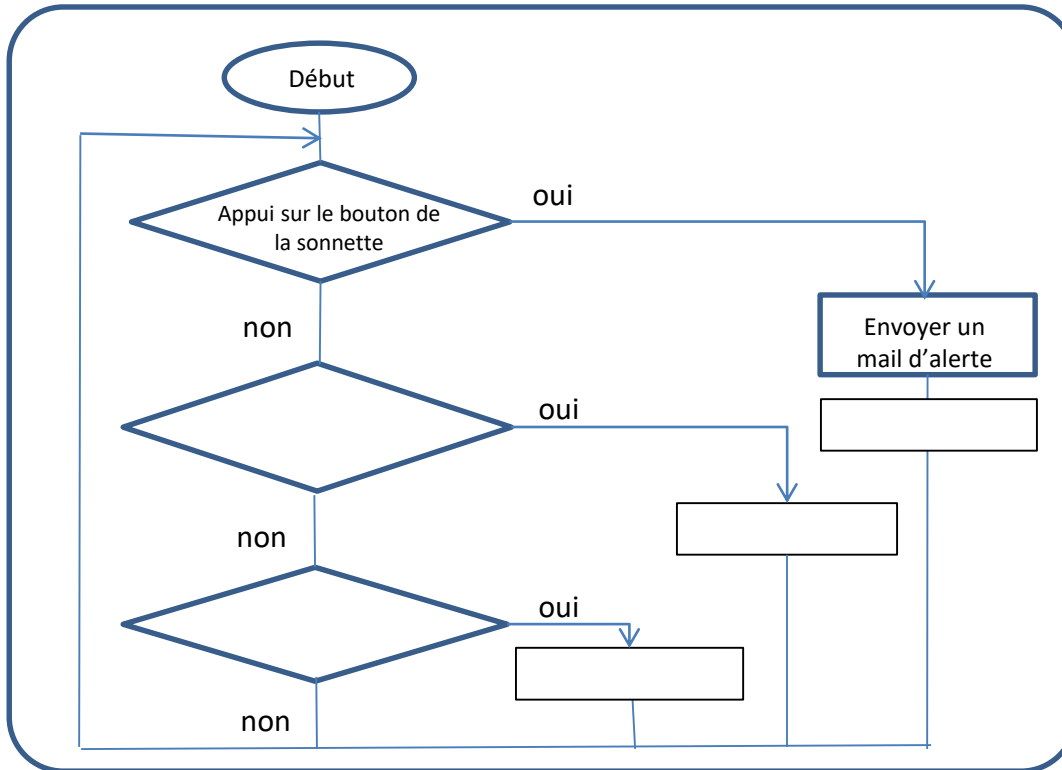 Début
oui
Appui sur le bouton de
la sonnette
non
Envoyer un
mail d’alerte
oui
non
oui
non